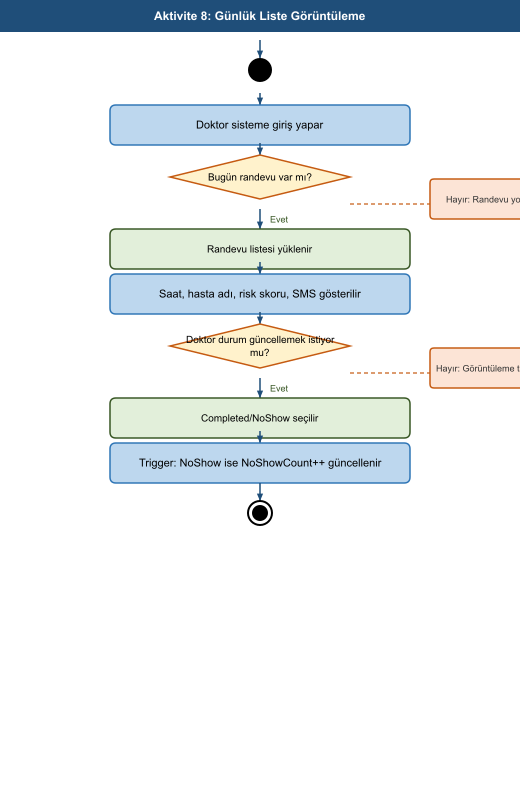 Aktivite 8: Günlük Liste Görüntüleme
Doktor sisteme giriş yapar
Bugün randevu var mı?
Hayır: Randevu yo
Evet
Randevu listesi yüklenir
Saat, hasta adı, risk skoru, SMS gösterilir
Doktor durum güncellemek istiyor
mu?
Hayır: Görüntüleme t
Evet
Completed/NoShow seçilir
Trigger: NoShow ise NoShowCount++ güncellenir